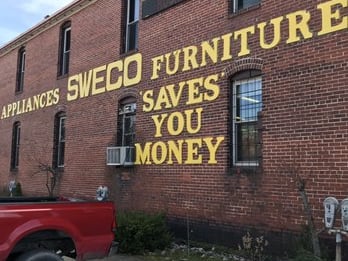 APPLIANCES SWECO FURNITURE
SAVES
YOU
MONEY